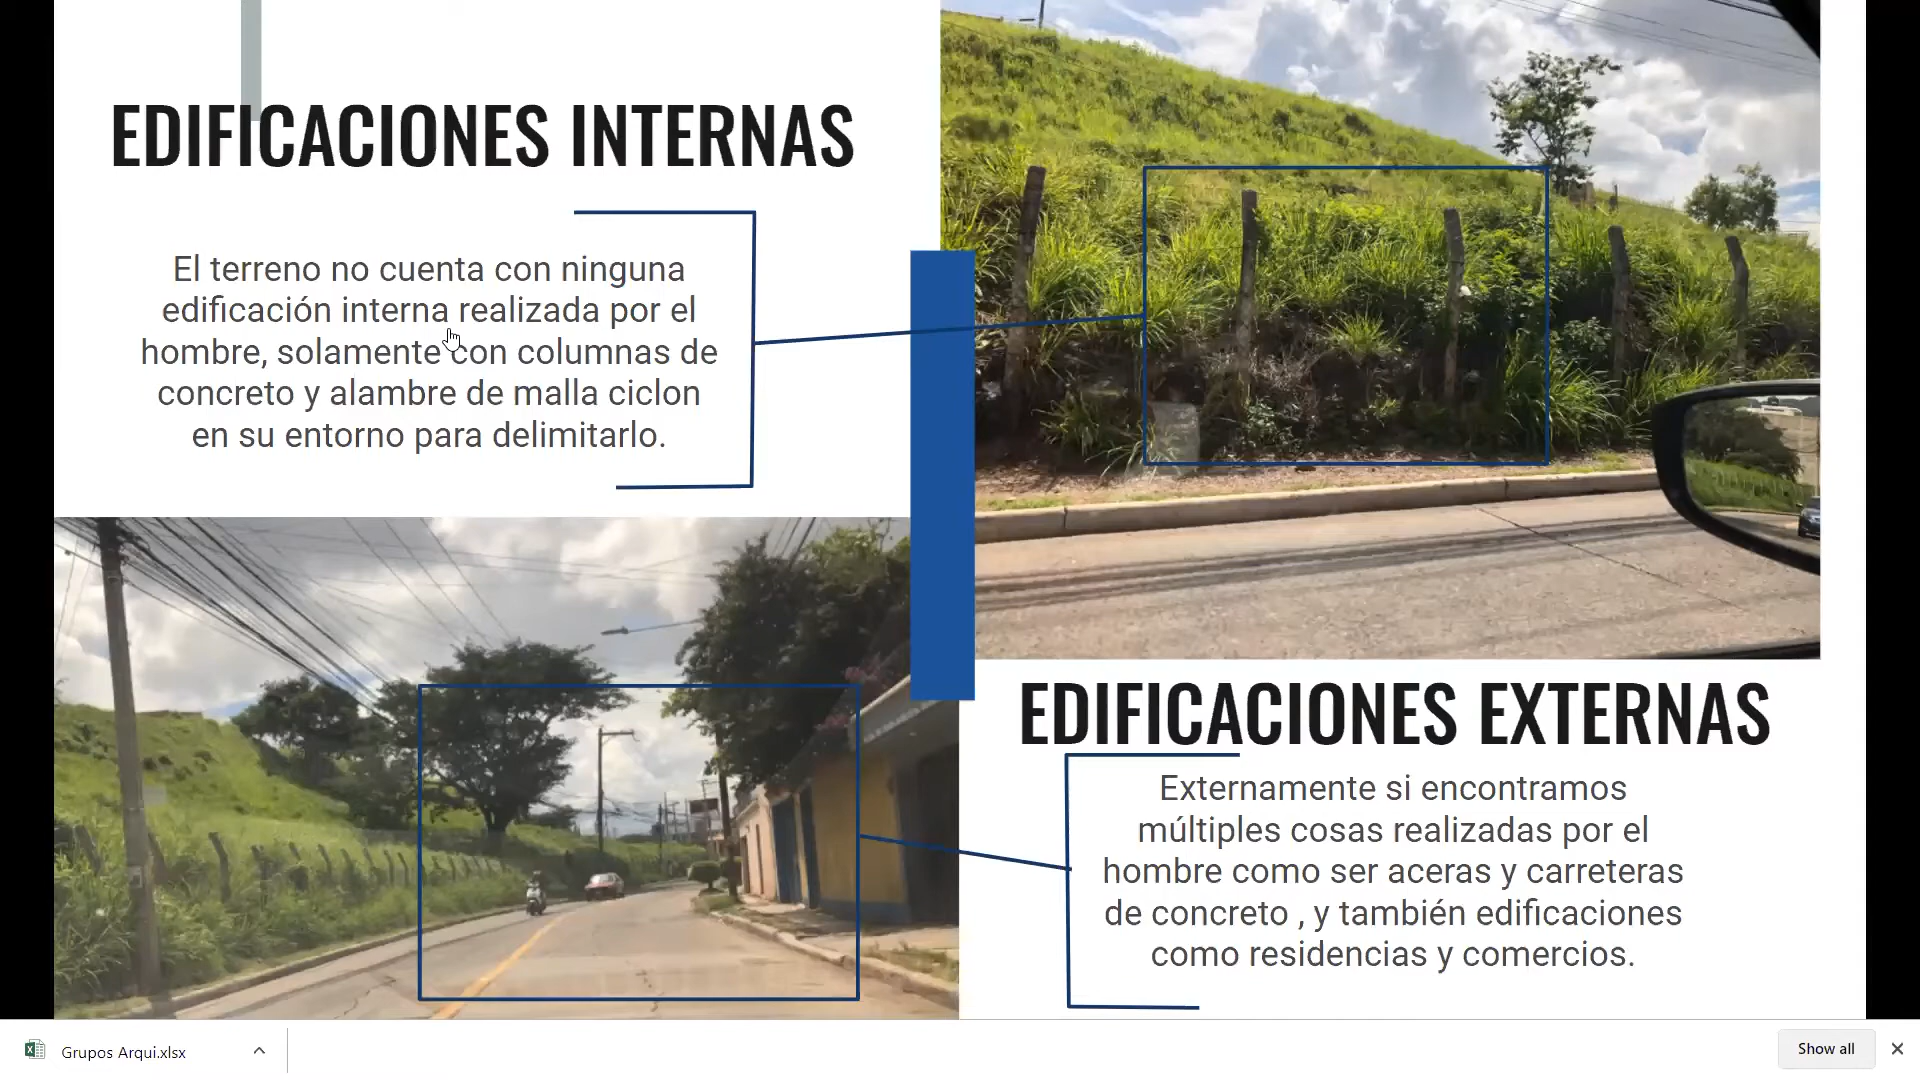 EDIFICACIONES INTERNAS
El terreno no cuenta con ninguna
edificación interna realizada por el
hombre, solamente con columnas de
concreto y alambre de malla ciclon
en su entorno para delimitarlo.
EDIFICACIONES EXTERNAS
Externamente si encontramos
múltiples cosas realizadas por el
hombre como ser aceras y carreteras
de concreto , y también edificaciones
como residencias y comercios.
Grupos Arqui.xlsx
Show all